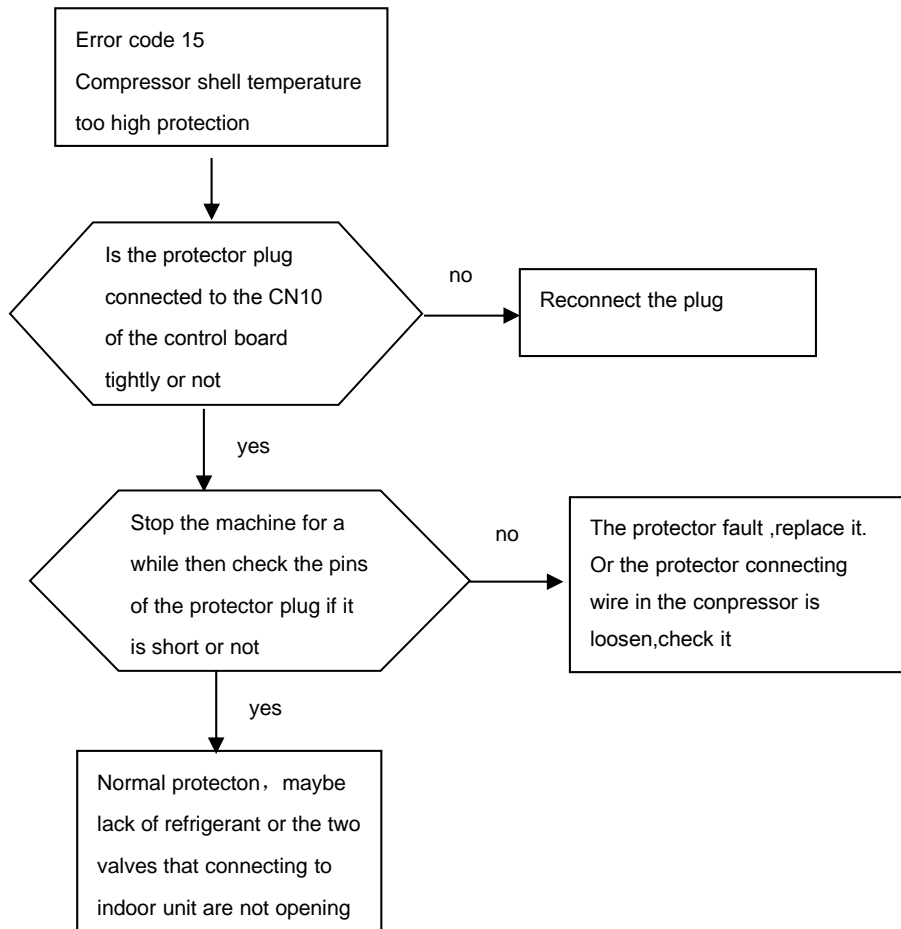 Error code 15
Compressor shell temperature
too high protection
Is the protector plug
connected to the CN10
of the control board
tightly or not
no
Reconnect the plug
yes
Stop the machine for a
while then check the pins
of the protector plug if it
is short or not
no
The protector fault ,replace it.
Or the protector connecting
wire in the conpressor is
loosen,check it
yes
Normal protecton，maybe
lack of refrigerant or the two
valves that connecting to
indoor unit are not opening